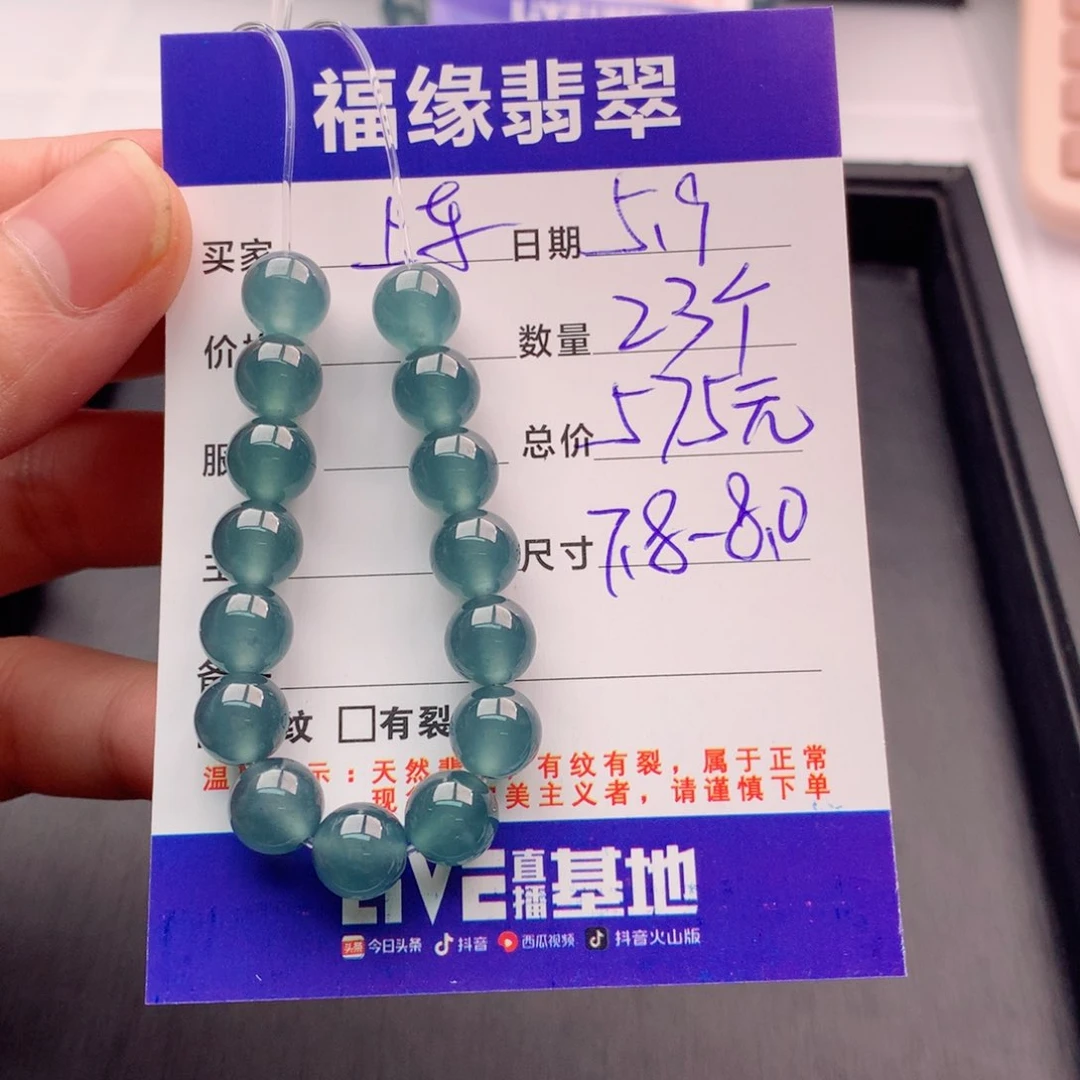 福缘翡翠
买家 上车 日期 5.9
数量 23个
服 总价 575元
尺寸 7.8-8.0
纹 □有裂
温 示：天然 有纹有裂，属于正常
现 美主义者，请谨慎下单
LIVE直播基地
头条 今日头条 抖音 西瓜视频 抖音火山版